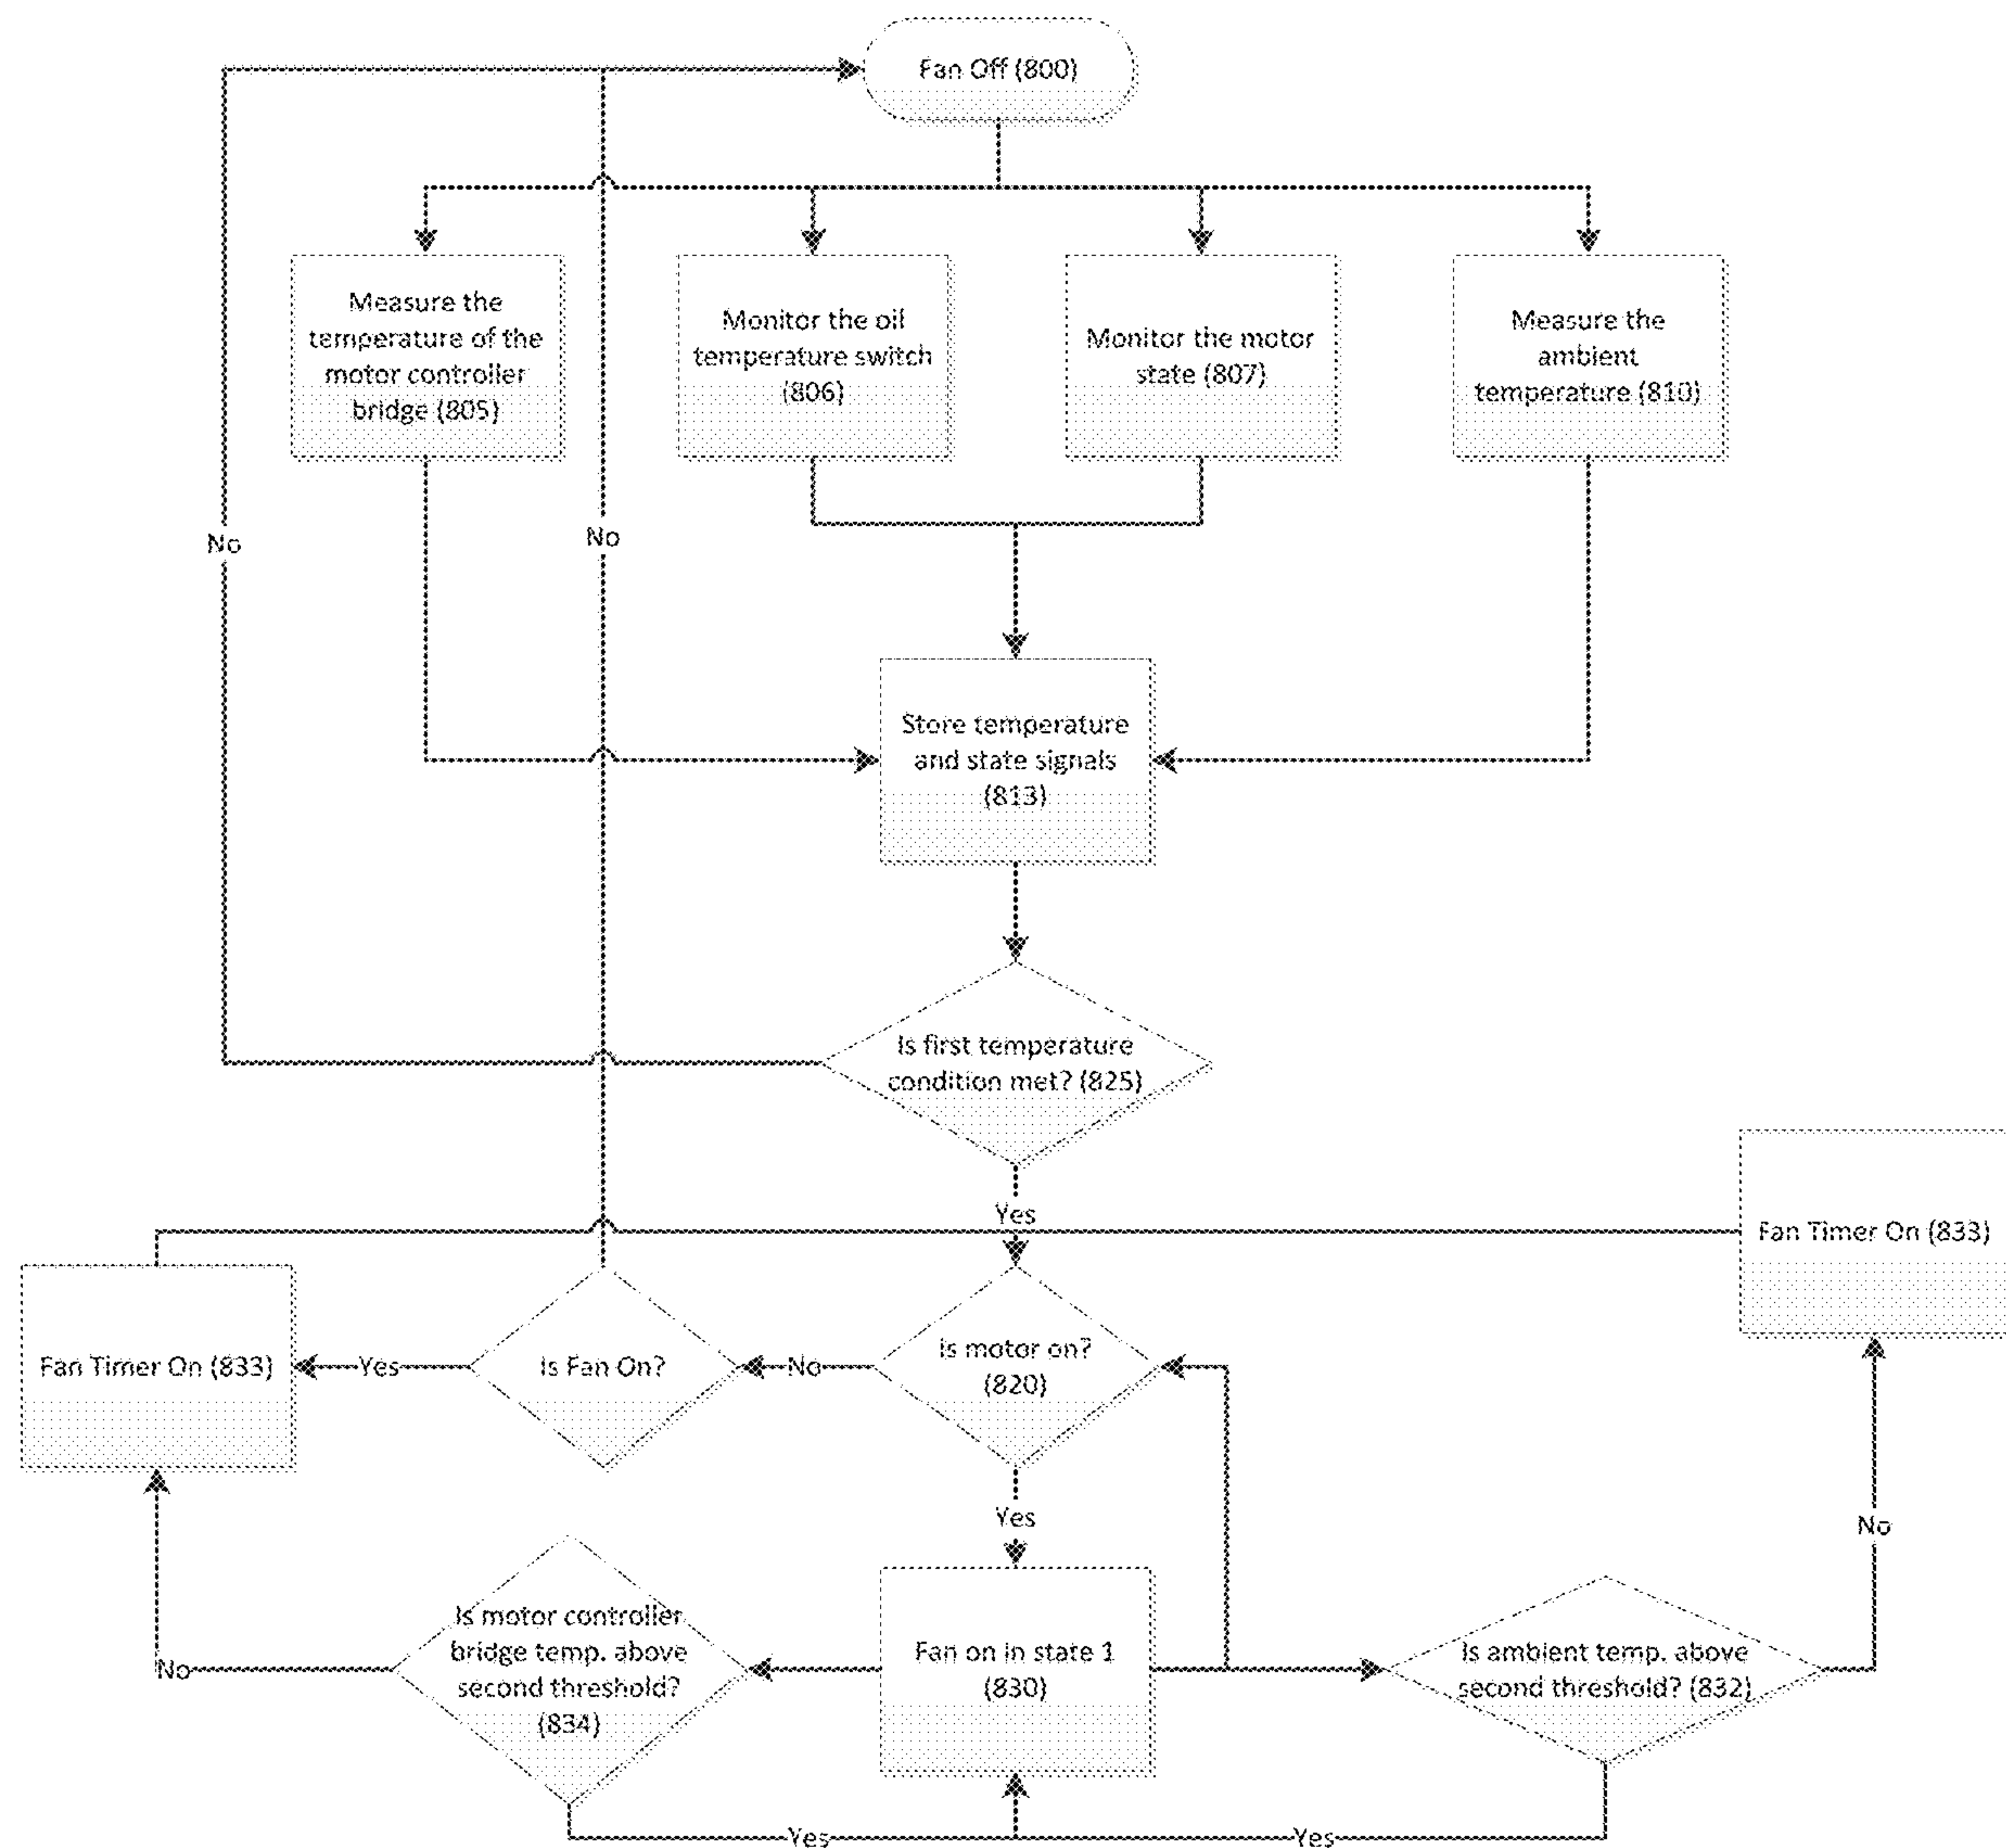 Fan Off (800)
Measure the
temperature of the
motor controller
bridge (805)
Monitor the oil
temperature switch
(806)
Monitor the motor
state (807)
Measure the
ambient
temperature (810)
No
No
Store temperature
and state signals
(813)
Is first temperature
condition met? (825)
Yes
Fan Timer On (833)
Fan Timer On (833)
Yes
Is Fan On?
No
Is motor on?
(820)
Yes
No
Is motor controller
bridge temp. above
second threshold?
(834)
No
Fan on in state 1
(830)
Is ambient temp. above
second threshold? (832)
Yes
Yes